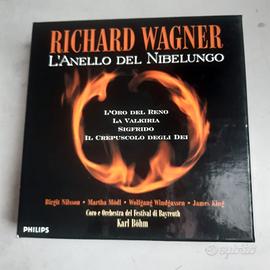 RICHARD WAGNER
L'ANELLO DEL NIBELUNGO
L'ORO DEL RENO
LA VALKIRIA
SIGFRIDO
IL CREPUSCOLO DEGLI DEI
Birgit Nilsson • Martha Mödl • Wolfgang Windgassen • James King
Coro e Orchestra del Festival di Bayreuth
Karl Böhm
PHILIPS
subito